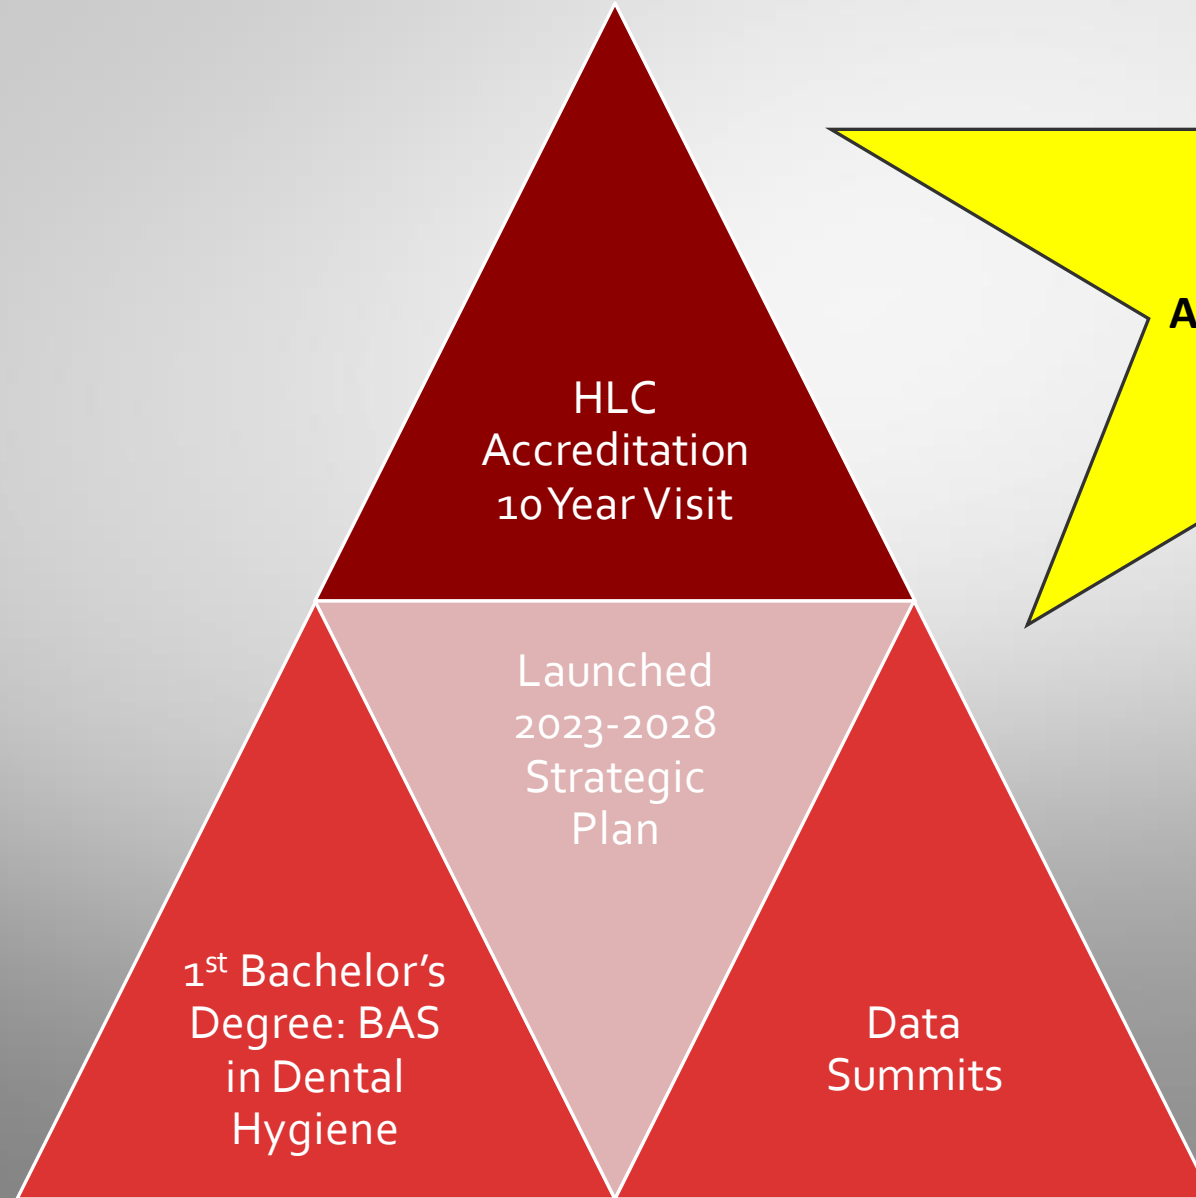 HLC
Accreditation
10 Year Visit
Launched
2023-2028
Strategic
Plan
1st Bachelor’s
Degree: BAS
in Dental
Hygiene
Data
Summits